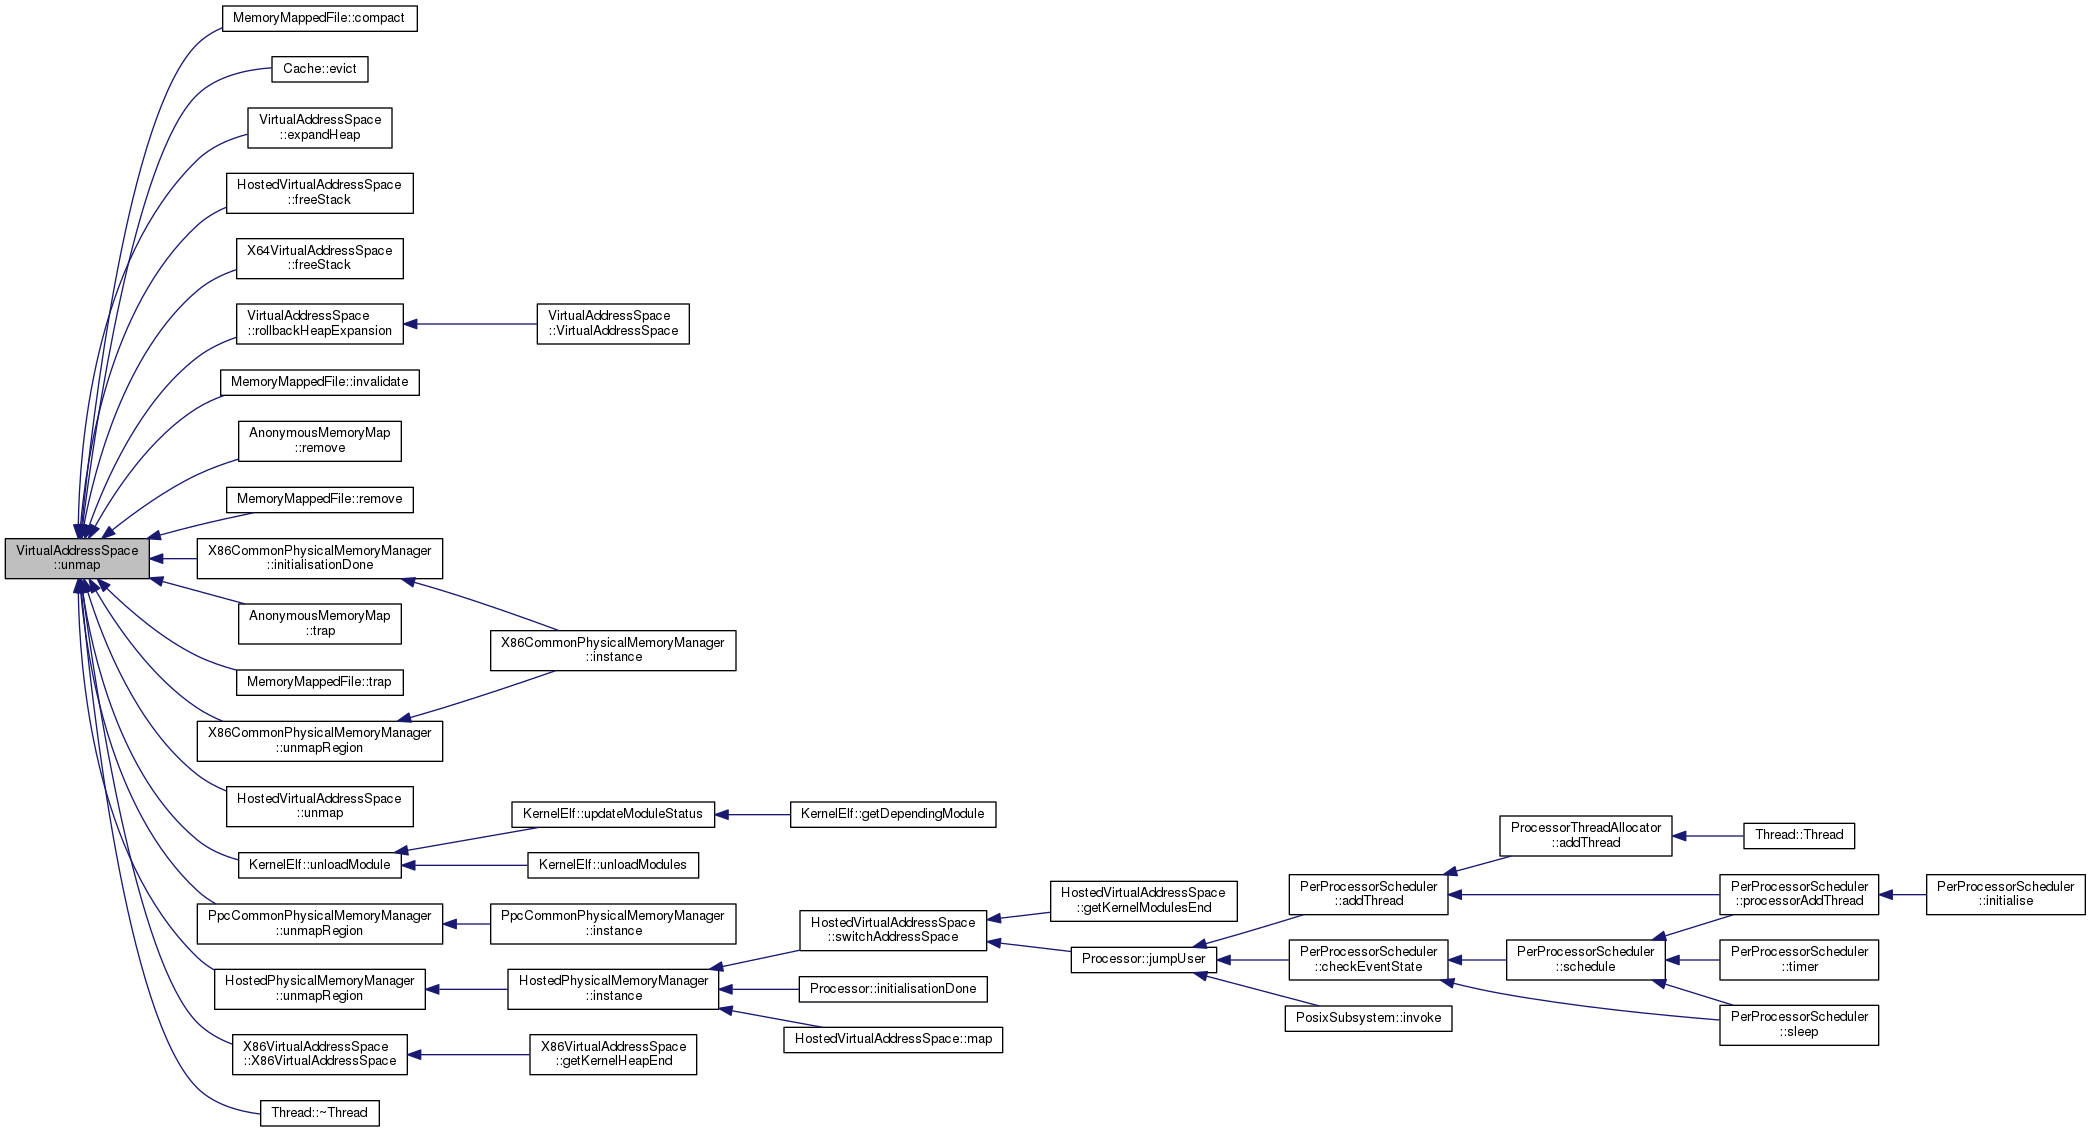 MemoryMappedFile::compact
Cache::evict
VirtualAddressSpace
::expandHeap
HostedVirtualAddressSpace
::freeStack
X64VirtualAddressSpace
::freeStack
VirtualAddressSpace
::rollbackHeapExpansion
VirtualAddressSpace
::VirtualAddressSpace
MemoryMappedFile::invalidate
AnonymousMemoryMap
::remove
MemoryMappedFile::remove
VirtualAddressSpace
::unmap
X86CommonPhysicalMemoryManager
::initialisationDone
AnonymousMemoryMap
::trap
X86CommonPhysicalMemoryManager
::instance
MemoryMappedFile::trap
X86CommonPhysicalMemoryManager
::unmapRegion
HostedVirtualAddressSpace
::unmap
KernelElf::updateModuleStatus
KernelElf::getDependingModule
KernelElf::unloadModule
KernelElf::unloadModules
PpcCommonPhysicalMemoryManager
::unmapRegion
PpcCommonPhysicalMemoryManager
::instance
HostedPhysicalMemoryManager
::unmapRegion
HostedPhysicalMemoryManager
::instance
HostedVirtualAddressSpace
::switchAddressSpace
Processor::initialisationDone
HostedVirtualAddressSpace::map
HostedVirtualAddressSpace
::getKernelModulesEnd
Processor::jumpUser
PerProcessorScheduler
::addThread
PerProcessorScheduler
::checkEventState
PosixSubsystem::invoke
ProcessorThreadAllocator
::addThread
Thread::Thread
PerProcessorScheduler
::schedule
PerProcessorScheduler
::processorAddThread
PerProcessorScheduler
::initialise
PerProcessorScheduler
::timer
PerProcessorScheduler
::sleep
X86VirtualAddressSpace
::X86VirtualAddressSpace
X86VirtualAddressSpace
::getKernelHeapEnd
Thread::~Thread